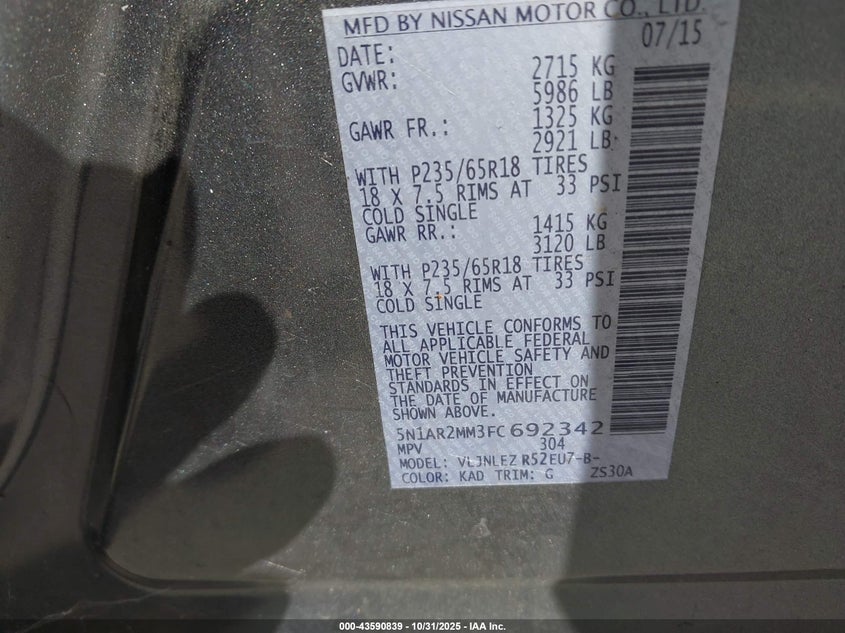 MFD BY NISSAN MOTOR CO., LTD.
DATE: 07/15
GVWR: 2715 KG
5986 LB
GAWR FR.: 1325 KG
2921 LB
WITH P235/65R18 TIRES
18 X 7.5 RIMS AT 33 PSI
COLD SINGLE
GAWR RR.: 1415 KG
3120 LB
WITH P235/65R18 TIRES
18 X 7.5 RIMS AT 33 PSI
COLD SINGLE
THIS VEHICLE CONFORMS TO
ALL APPLICABLE FEDERAL
MOTOR VEHICLE SAFETY AND
THEFT PREVENTION
STANDARDS IN EFFECT ON
THE DATE OF MANUFACTURE
SHOWN ABOVE.
5N1AR2MM3FC692342
MPV 304
MODEL: VLJNLEZ R52EU7-B-
COLOR: KAD TRIM: G ZS30A
000-43590839 - 10/31/2025 - IAA Inc.